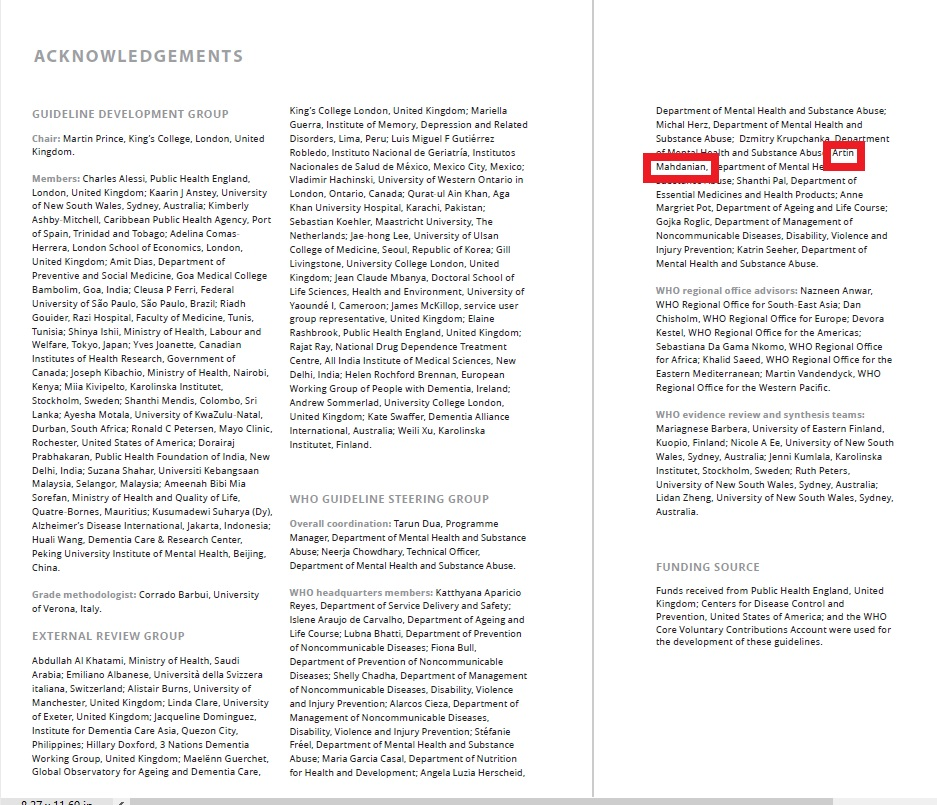 ACKNOWLEDGEMENTS
GUIDELINE DEVELOPMENT GROUP
Chair: Martin Prince, King's College, London, United
Kingdom.
Members: Charles Alessi, Public Health England,
London, United Kingdom; Kaarin J Anstey, University
of New South Wales, Sydney, Australia; Kimberly
Ashby-Mitchell, Caribbean Public Health Agency, Port
of Spain, Trinidad and Tobago; Adelina Comas-
Herrera, London School of Economics, London,
United Kingdom; Amit Dias, Department of
Preventive and Social Medicine, Goa Medical College
Bambolim, Goa, India; Cleusa P Ferri, Federal
University of São Paulo, São Paulo, Brazil; Riadh
Gouider, Razi Hospital, Faculty of Medicine, Tunis,
Tunisia; Shinya Ishii, Ministry of Health, Labour and
Welfare, Tokyo, Japan; Yves Joanette, Canadian
Institutes of Health Research, Government of
Canada; Joseph Kibachio, Ministry of Health, Nairobi,
Kenya; Miia Kivipelto, Karolinska Institutet,
Stockholm, Sweden; Shanthi Mendis, Colombo, Sri
Lanka; Ayesha Motala, University of KwaZulu-Natal,
Durban, South Africa; Ronald C Petersen, Mayo Clinic,
Rochester, United States of America; Dorairaj
Prabhakaran, Public Health Foundation of India, New
Delhi, India; Suzana Shahar, Universiti Kebangsaan
Malaysia, Selangor, Malaysia; Ameenah Bibi Mia
Sorefan, Ministry of Health and Quality of Life,
Quatre-Bornes, Mauritius; Kusumadewi Suharya (Dy),
Alzheimer's Disease International, Jakarta, Indonesia;
Huali Wang, Dementia Care & Research Center,
Peking University Institute of Mental Health, Beijing,
China.
Grade methodologist: Corrado Barbui, University
of Verona, Italy.
EXTERNAL REVIEW GROUP
Abdullah Al Khatami, Ministry of Health, Saudi
Arabia; Emiliano Albanese, Università della Svizzera
italiana, Switzerland; Alistair Burns, University of
Manchester, United Kingdom; Linda Clare, University
of Exeter, United Kingdom; Jacqueline Dominguez,
Institute for Dementia Care Asia, Quezon City,
Philippines; Hillary Doxford, 3 Nations Dementia
Working Group, United Kingdom; Maelënn Guerchet,
Global Observatory for Ageing and Dementia Care,
King's College London, United Kingdom; Mariella
Guerra, Institute of Memory, Depression and Related
Disorders, Lima, Peru; Luis Miguel F Gutiérrez
Robledo, Instituto Nacional de Geriatría, Institutos
Nacionales de Salud de México, Mexico City, Mexico;
Vladimir Hachinski, University of Western Ontario in
London, Ontario, Canada; Qurat-ul Ain Khan, Aga
Khan University Hospital, Karachi, Pakistan;
Sebastian Koehler, Maastricht University, The
Netherlands; Jae-hong Lee, University of Ulsan
College of Medicine, Seoul, Republic of Korea; Gill
Livingstone, University College London, United
Kingdom; Jean Claude Mbanya, Doctoral School of
Life Sciences, Health and Environment, University of
Yaoundé I, Cameroon; James McKillop, service user
group representative, United Kingdom; Elaine
Rashbrook, Public Health England, United Kingdom;
Rajat Ray, National Drug Dependence Treatment
Centre, All India Institute of Medical Sciences, New
Delhi, India; Helen Rochford Brennan, European
Working Group of People with Dementia, Ireland;
Andrew Sommerlad, University College London,
United Kingdom; Kate Swaffer, Dementia Alliance
International, Australia; Weili Xu, Karolinska
Institutet, Finland.
WHO GUIDELINE STEERING GROUP
Overall coordination: Tarun Dua, Programme
Manager, Department of Mental Health and Substance
Abuse; Neerja Chowdhary, Technical Officer,
Department of Mental Health and Substance Abuse.
WHO headquarters members: Katthyana Aparicio
Reyes, Department of Service Delivery and Safety;
Islene Araujo de Carvalho, Department of Ageing and
Life Course; Lubna Bhatti, Department of Prevention
of Noncommunicable Diseases; Fiona Bull,
Department of Prevention of Noncommunicable
Diseases; Shelly Chadha, Department of Management
of Noncommunicable Diseases, Disability, Violence
and Injury Prevention; Alarcos Cieza, Department of
Management of Noncommunicable Diseases,
Disability, Violence and Injury Prevention; Stéfanie
Fréel, Department of Mental Health and Substance
Abuse; Maria Garcia Casal, Department of Nutrition
for Health and Development; Angela Luzia Herscheid,
Department of Mental Health and Substance Abuse;
Michal Herz, Department of Mental Health and
Substance Abuse; Dzmitry Krupchanka, Department
of Mental Health and Substance Abus Artin
Mahdanian, epartment of Mental He
Substance Abuse; Shanthi Pal, Department of
Essential Medicines and Health Products; Anne
Margriet Pot, Department of Ageing and Life Course;
Gojka Roglic, Department of Management of
Noncommunicable Diseases, Disability, Violence and
Injury Prevention; Katrin Seeher, Department of
Mental Health and Substance Abuse.
WHO regional office advisors: Nazneen Anwar,
WHO Regional Office for South-East Asia; Dan
Chisholm, WHO Regional Office for Europe; Devora
Kestel, WHO Regional Office for the Americas;
Sebastiana Da Gama Nkomo, WHO Regional Office
for Africa; Khalid Saeed, WHO Regional Office for the
Eastern Mediterranean; Martin Vandendyck, WHO
Regional Office for the Western Pacific.
WHO evidence review and synthesis teams:
Mariagnese Barbera, University of Eastern Finland,
Kuopio, Finland; Nicole A Ee, University of New South
Wales, Sydney, Australia; Jenni Kumlala, Karolinska
Institutet, Stockholm, Sweden; Ruth Peters,
University of New South Wales, Sydney, Australia;
Lidan Zheng, University of New South Wales, Sydney,
Australia.
FUNDING SOURCE
Funds received from Public Health England, United
Kingdom; Centers for Disease Control and
Prevention, United States of America; and the WHO
Core Voluntary Contributions Account were used for
the development of these guidelines.